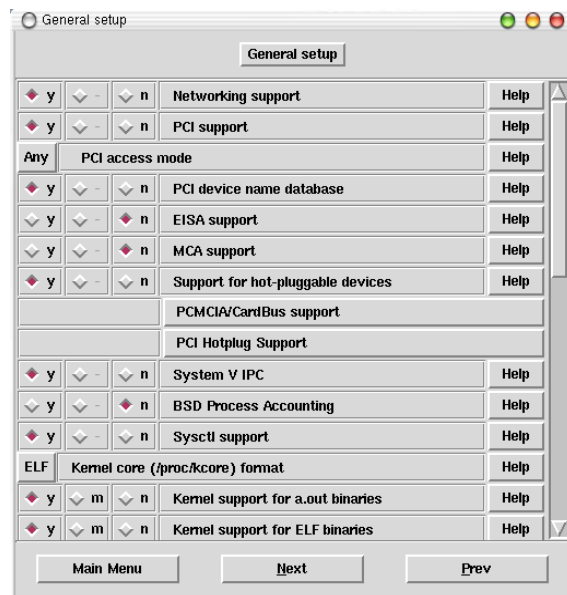 General setup
General setup
y - n Networking support Help
y - n PCI support Help
Any PCI access mode Help
y - n PCI device name database Help
y - n EISA support Help
y - n MCA support Help
y - n Support for hot-pluggable devices Help
PCMCIA/CardBus support
PCI Hotplug Support
y - n System V IPC Help
y - n BSD Process Accounting Help
y - n Sysctl support Help
ELF Kernel core (/proc/kcore) format Help
y m n Kernel support for a.out binaries Help
y m n Kernel support for ELF binaries Help
Main Menu Next Prev